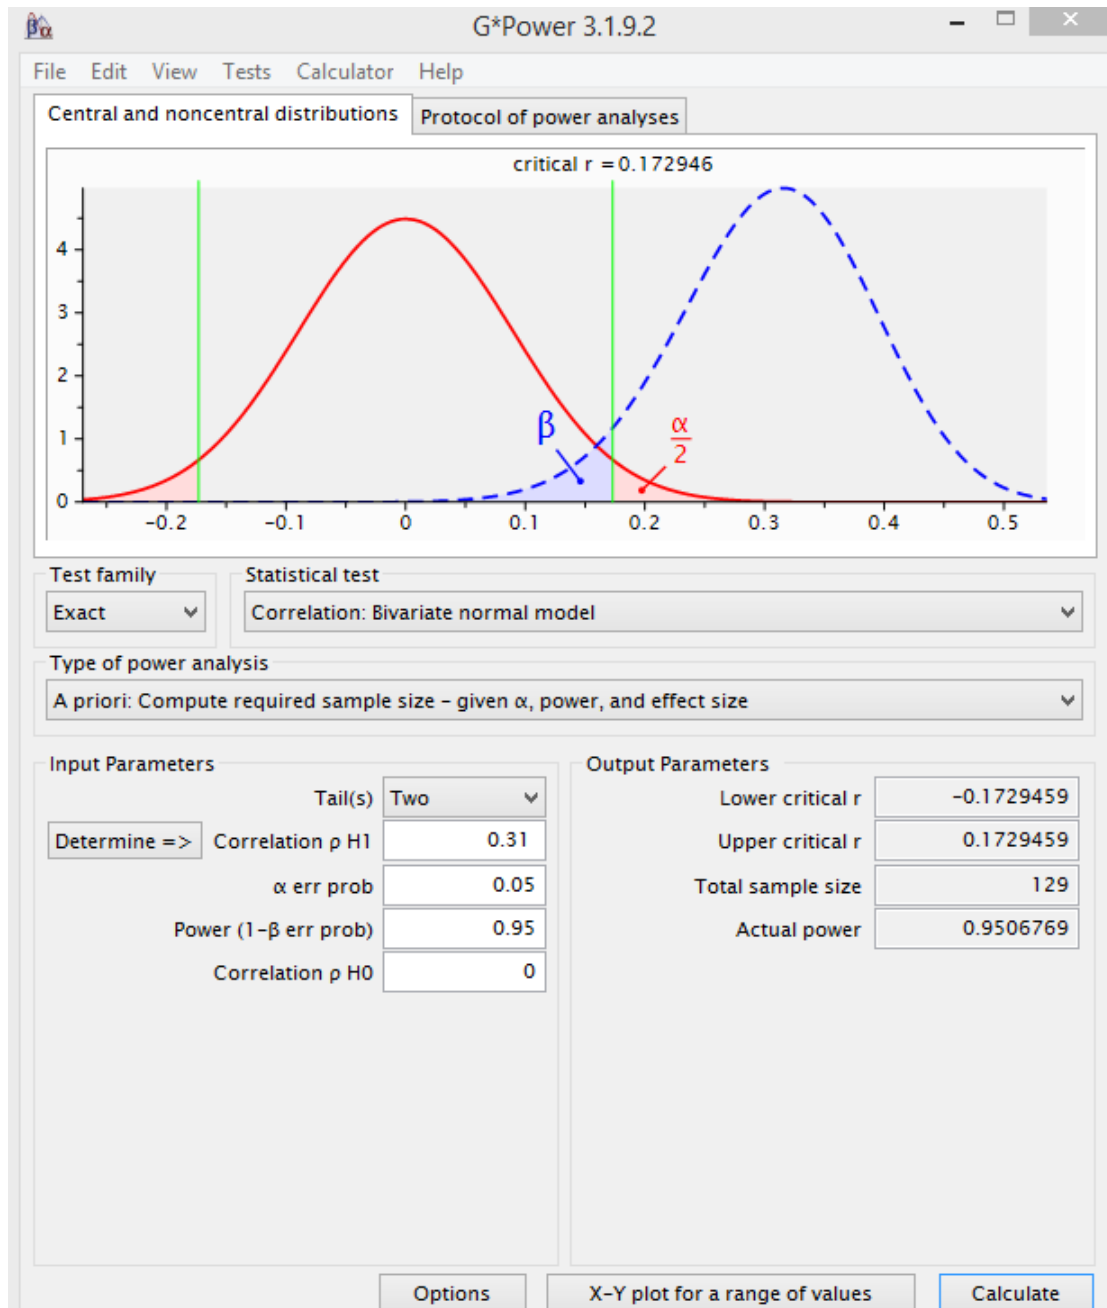 G*Power 3.1.9.2
File Edit View Tests Calculator Help
Central and noncentral distributions Protocol of power analyses
critical r = 0.172946
4
3
2
1
0
β
α
2
-0.2 -0.1 0 0.1 0.2 0.3 0.4 0.5
Test family Statistical test
Exact Correlation: Bivariate normal model
Type of power analysis
A priori: Compute required sample size – given α, power, and effect size
Input Parameters Output Parameters
Tail(s) Two Lower critical r -0.1729459
Determine => Correlation ρ H1 0.31 Upper critical r 0.1729459
α err prob 0.05 Total sample size 129
Power (1-β err prob) 0.95 Actual power 0.9506769
Correlation ρ H0 0
Options X-Y plot for a range of values Calculate